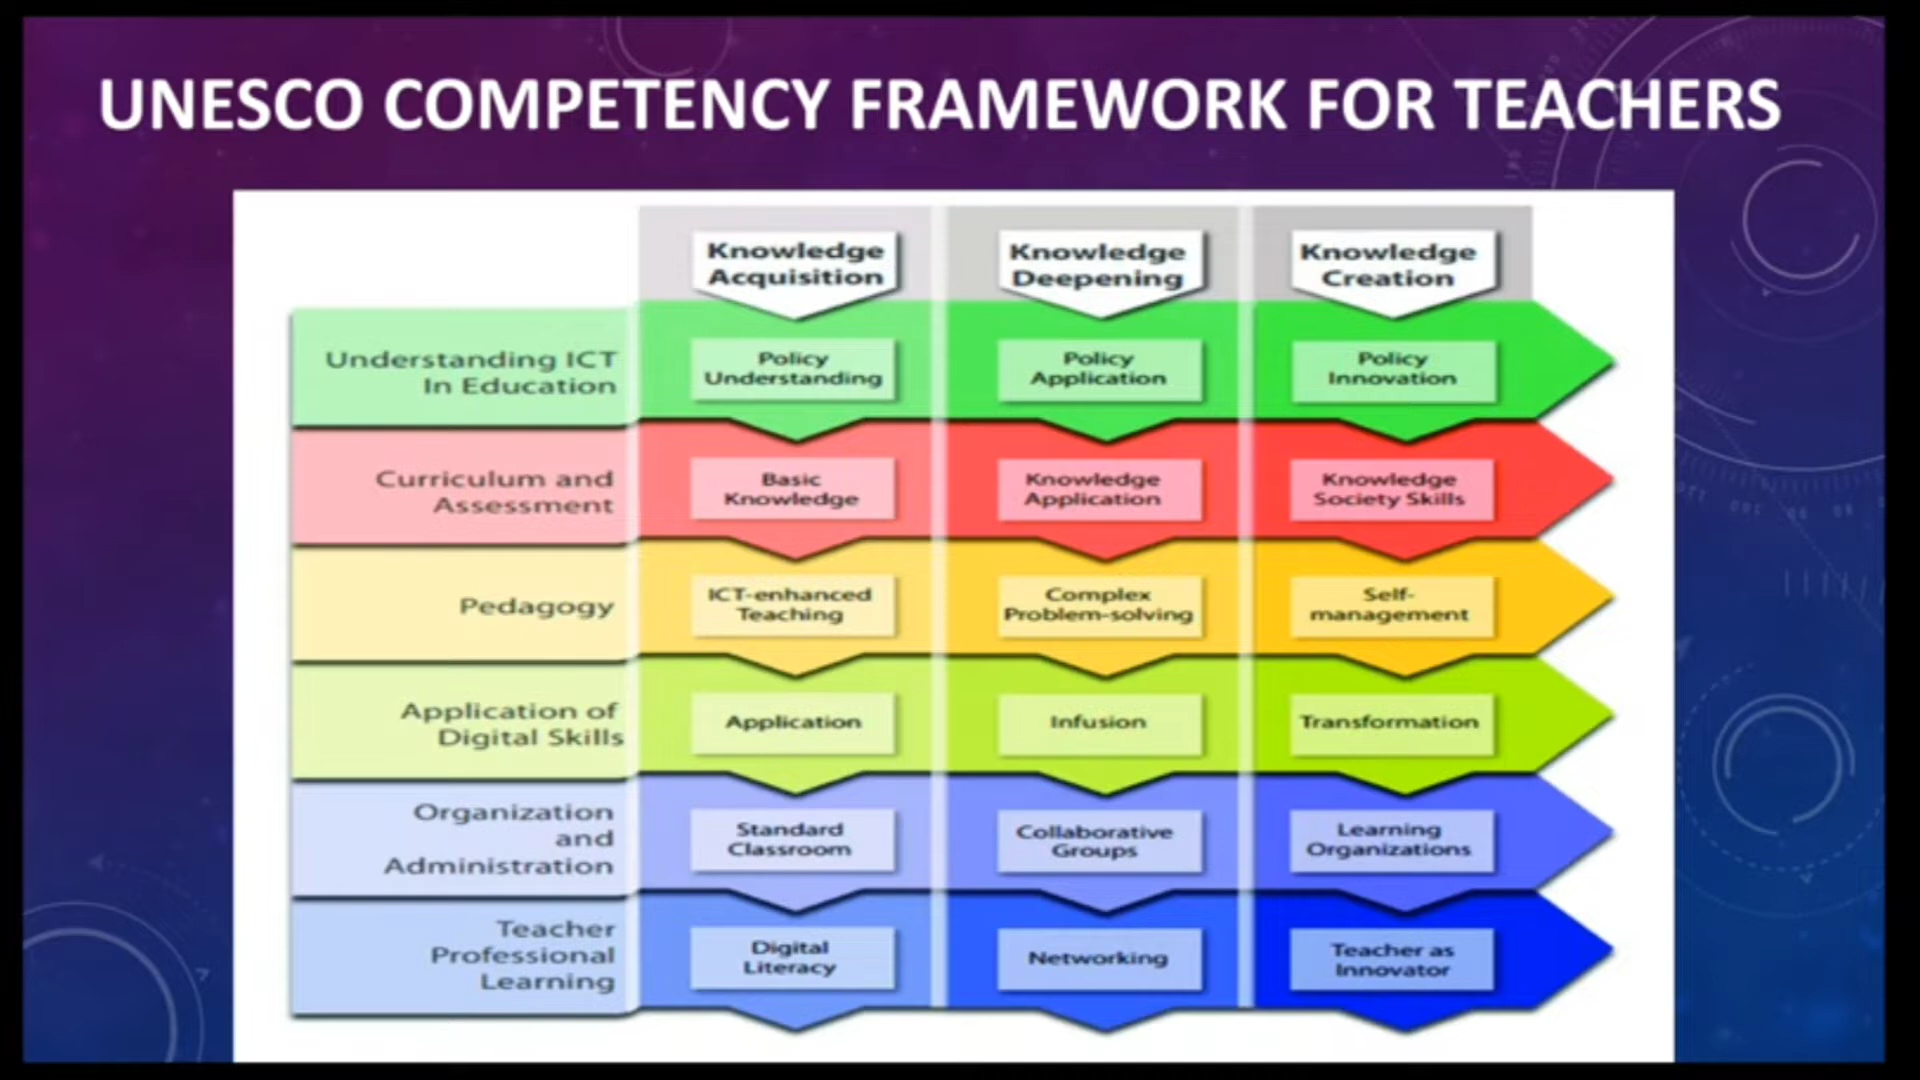 UNESCO COMPETENCY FRAMEWORK FOR TEACHERS
Knowledge
Acquisition
Knowledge
Deepening
Knowledge
Creation
Understanding ICT
In Education
Policy
Understanding
Policy
Application
Policy
Innovation
Curriculum and
Assessment
Basic
Knowledge
Knowledge
Application
Knowledge
Society Skills
Pedagogy
ICT-enhanced
Teaching
Complex
Problem-solving
Self-
management
Application of
Digital Skills
Application
Infusion
Transformation
Organization
and
Administration
Standard
Classroom
Collaborative
Groups
Learning
Organizations
Teacher
Professional
Learning
Digital
Literacy
Networking
Teacher as
Innovator